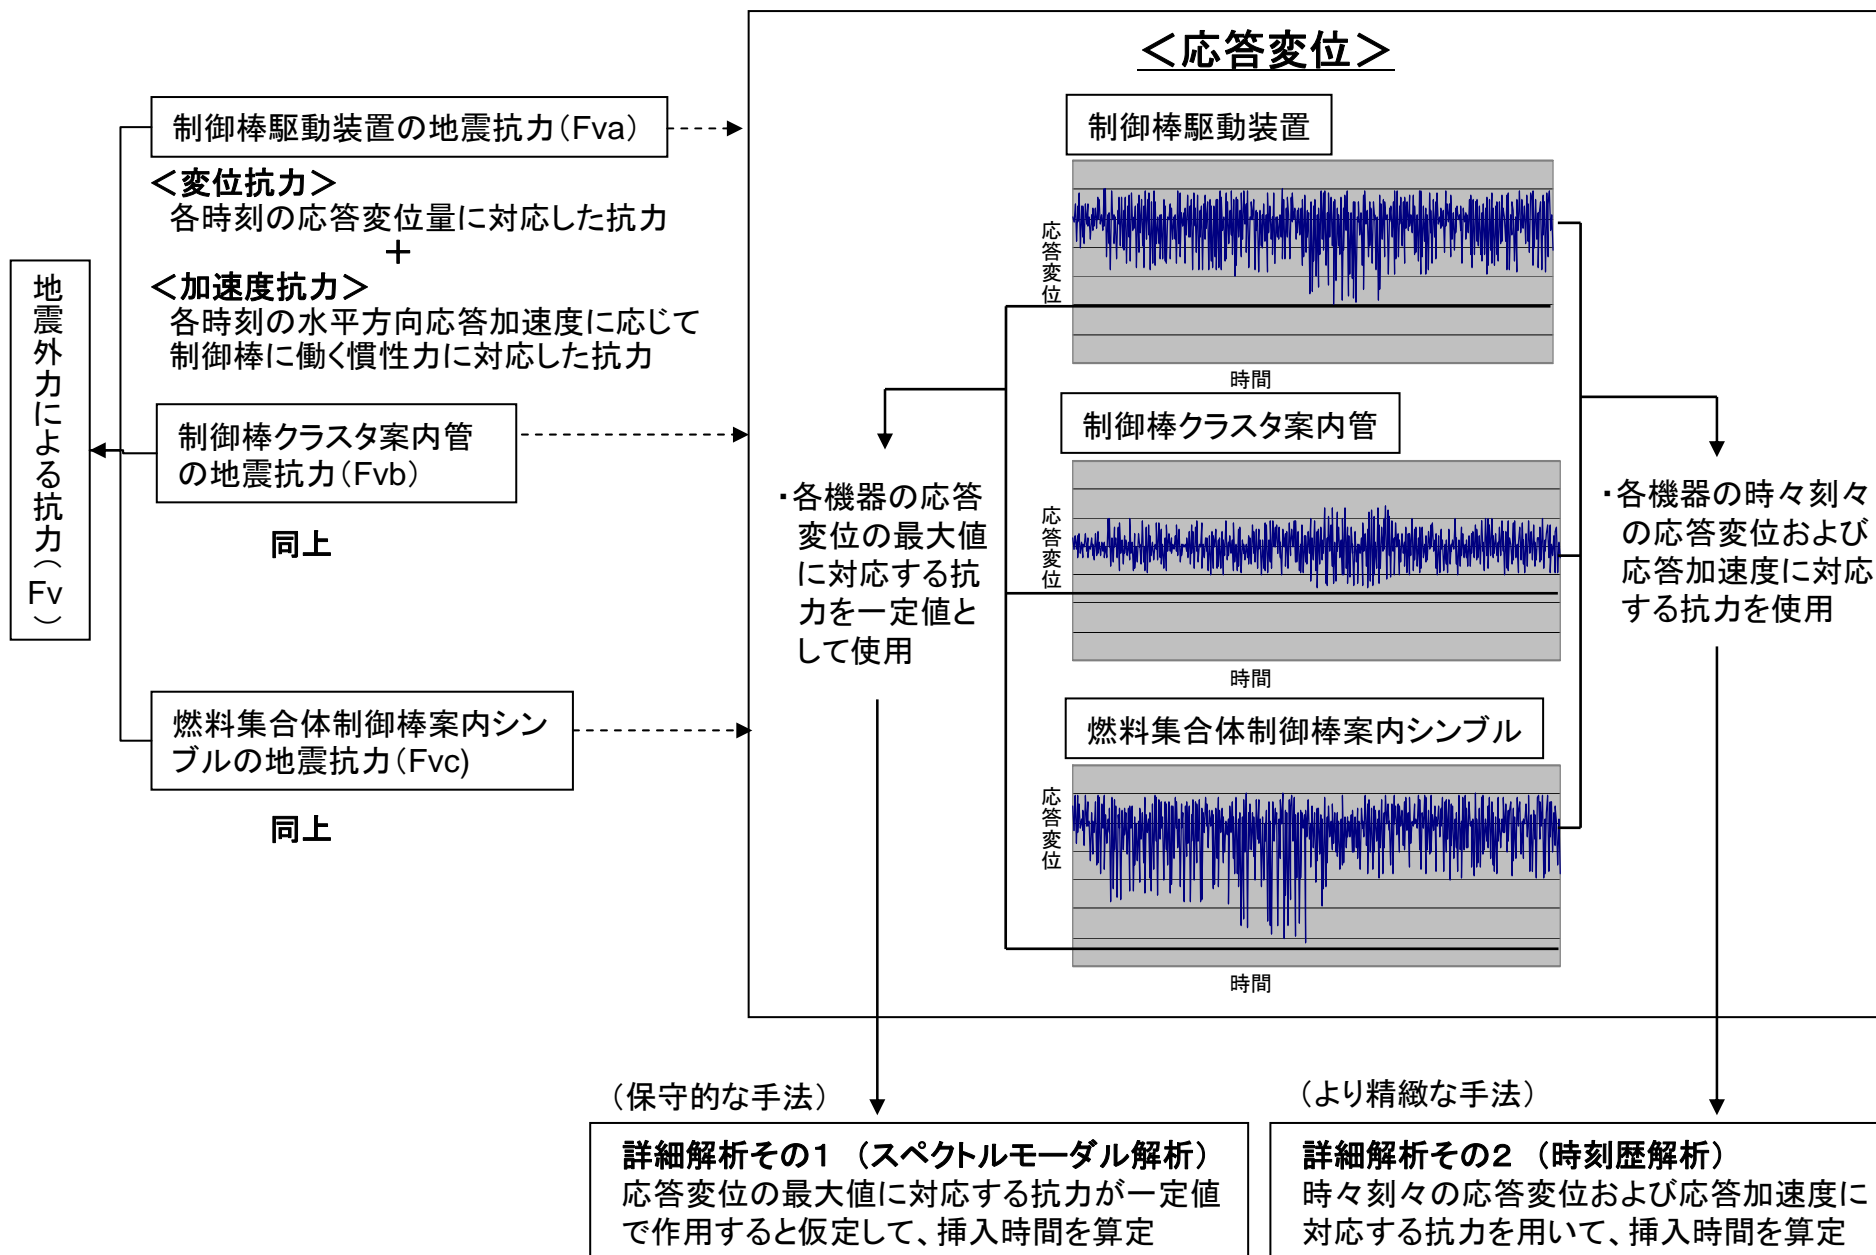 ＜応答変位＞
制御棒駆動装置の地震抗力（Fva）
＜変位抗力＞
各時刻の応答変位量に対応した抗力
＋
＜加速度抗力＞
各時刻の水平方向応答加速度に応じて
制御棒に働く慣性力に対応した抗力
地震外力による抗力（Fv）
制御棒クラスタ案内管
の地震抗力（Fvb）
同上
燃料集合体制御棒案内シン
ブルの地震抗力（Fvc)
同上
制御棒駆動装置
応答変位
時間
制御棒クラスタ案内管
応答変位
時間
燃料集合体制御棒案内シンブル
応答変位
時間
・各機器の応答
変位の最大値
に対応する抗
力を一定値と
して使用
・各機器の時々刻々
の応答変位および
応答加速度に対応
する抗力を使用
（保守的な手法）
詳細解析その１ （スペクトルモーダル解析）
応答変位の最大値に対応する抗力が一定値
で作用すると仮定して、挿入時間を算定
（より精緻な手法）
詳細解析その２ （時刻歴解析）
時々刻々の応答変位および応答加速度に
対応する抗力を用いて、挿入時間を算定